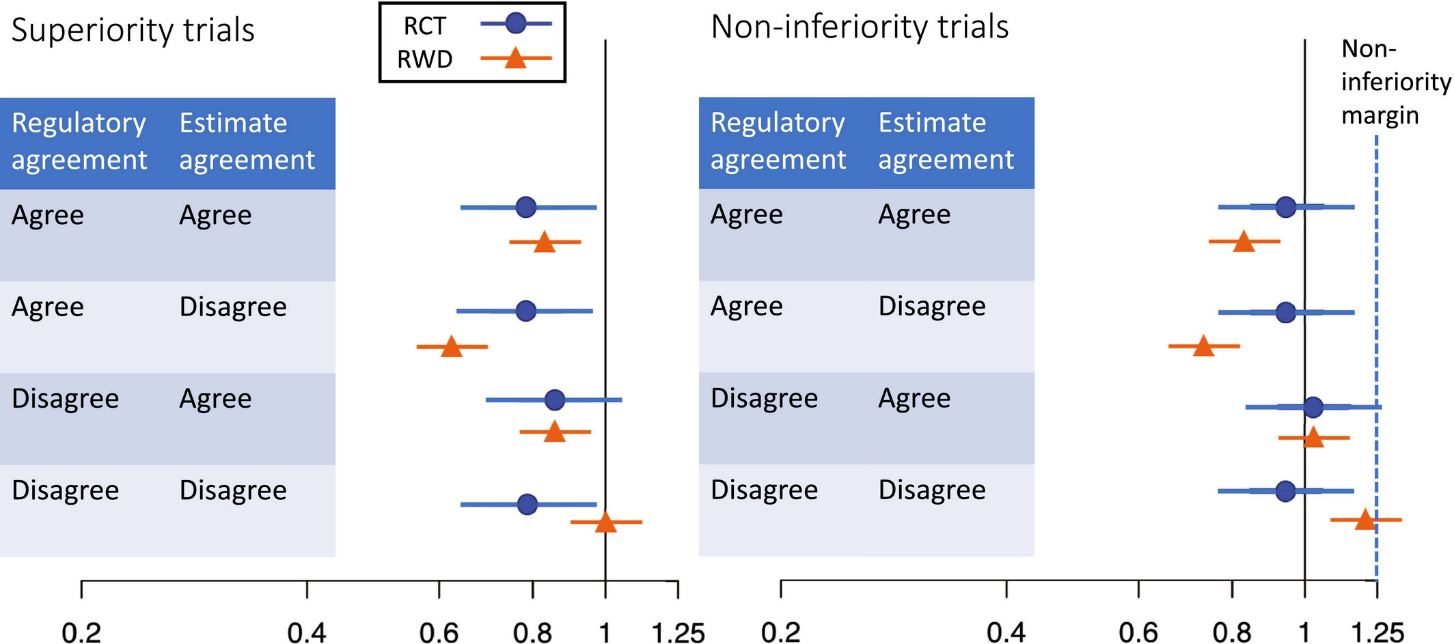 Superiority trials
RCT
RWD
Regulatory Estimate
agreement agreement
Agree Agree
Agree Disagree
Disagree Agree
Disagree Disagree
0.2 0.4 0.6 0.8 1 1.25
Non-inferiority trials
Non-
inferiority
margin
Regulatory Estimate
agreement agreement
Agree Agree
Agree Disagree
Disagree Agree
Disagree Disagree
0.2 0.4 0.6 0.8 1 1.25